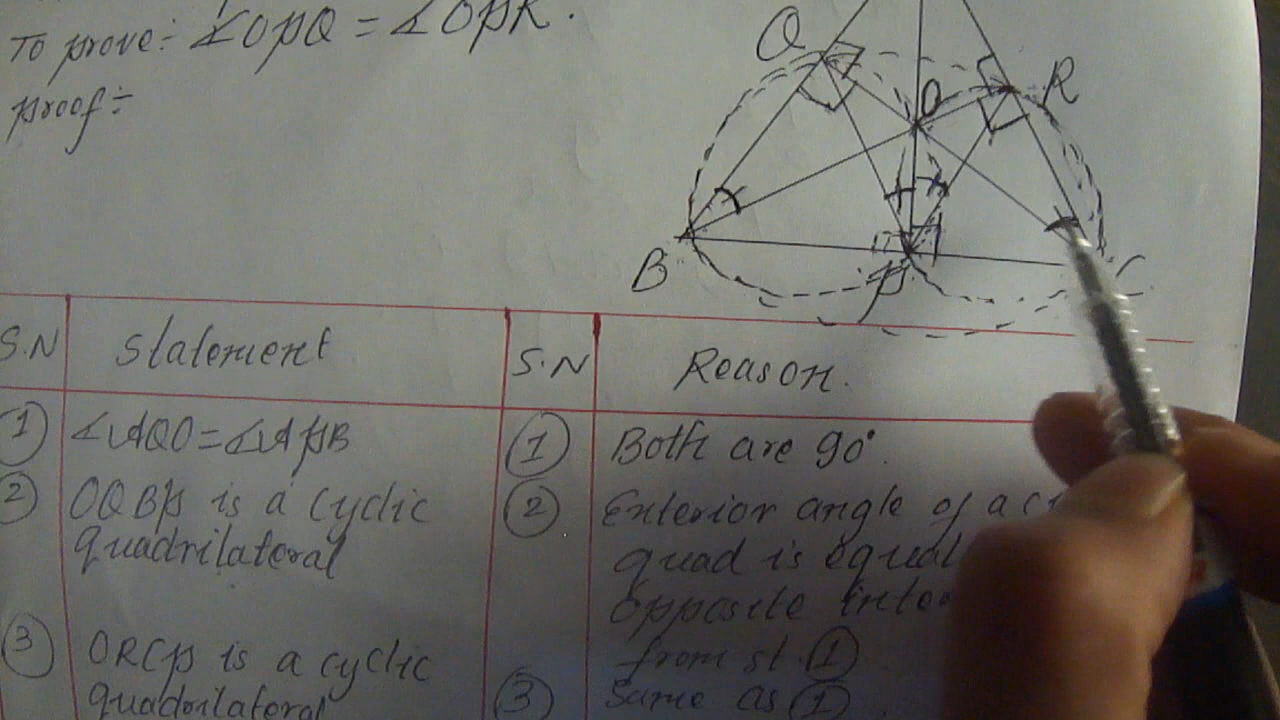 To prove:- ∠OPQ = ∠OPR.
proof:-
Q
O
R
B
P
C
S.N Statement S.N Reason.
① ∠AQO=∠APB ① Both are 90°.
② OQBP is a cyclic ② Exterior angle of a
quadrilateral quad is equal
opposite
from st. ①
③ ORCP is a cyclic ③ Same as ①
quadrilateral